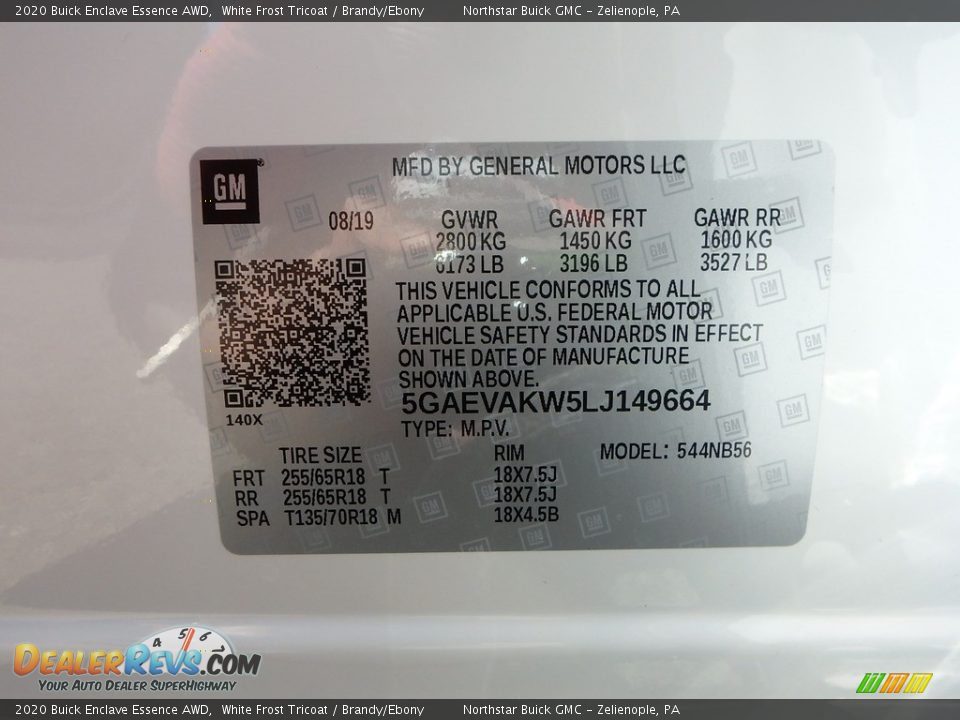 2020 Buick Enclave Essence AWD, White Frost Tricoat / Brandy/Ebony Northstar Buick GMC - Zelienople, PA
GM
MFD BY GENERAL MOTORS LLC
08/19 GVWR GAWR FRT GAWR RR
2800 KG 1450 KG 1600 KG
6173 LB 3196 LB 3527 LB
THIS VEHICLE CONFORMS TO ALL
APPLICABLE U.S. FEDERAL MOTOR
VEHICLE SAFETY STANDARDS IN EFFECT
ON THE DATE OF MANUFACTURE
SHOWN ABOVE.
140X
5GAEVAKW5LJ149664
TYPE: M.P.V.
TIRE SIZE RIM MODEL: 544NB56
FRT 255/65R18 T 18X7.5J
RR 255/65R18 T 18X7.5J
SPA T135/70R18 M 18X4.5B
4 5 6
DEALERREVS.COM
YOUR AUTO DEALER SUPERHIGHWAY
2020 Buick Enclave Essence AWD, White Frost Tricoat / Brandy/Ebony Northstar Buick GMC - Zelienople, PA